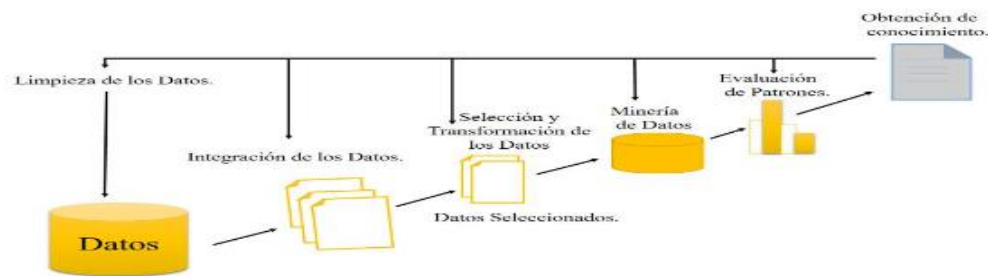 Obtención de
conocimiento.
Limpieza de los Datos.
Evaluación
de Patrones.
Minería
de Datos
Selección y
Transformación de
los Datos
Integración de los Datos.
Datos Seleccionados.
Datos